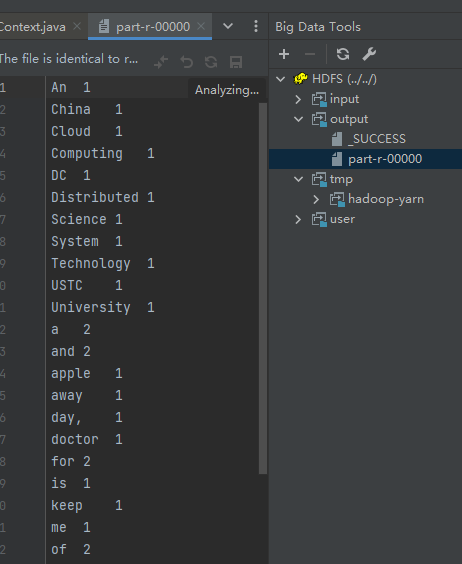 Context.java
part-r-00000
Big Data Tools
The file is identical to r...
Analyzing...
1 An 1
2 China 1
3 Cloud 1
4 Computing 1
5 DC 1
6 Distributed 1
7 Science 1
8 System 1
9 Technology 1
0 USTC 1
1 University 1
2 a 2
3 and 2
4 apple 1
5 away 1
6 day, 1
7 doctor 1
8 for 2
9 is 1
0 keep 1
1 me 1
2 of 2
HDFS (../../)
input
output
_SUCCESS
part-r-00000
tmp
hadoop-yarn
user